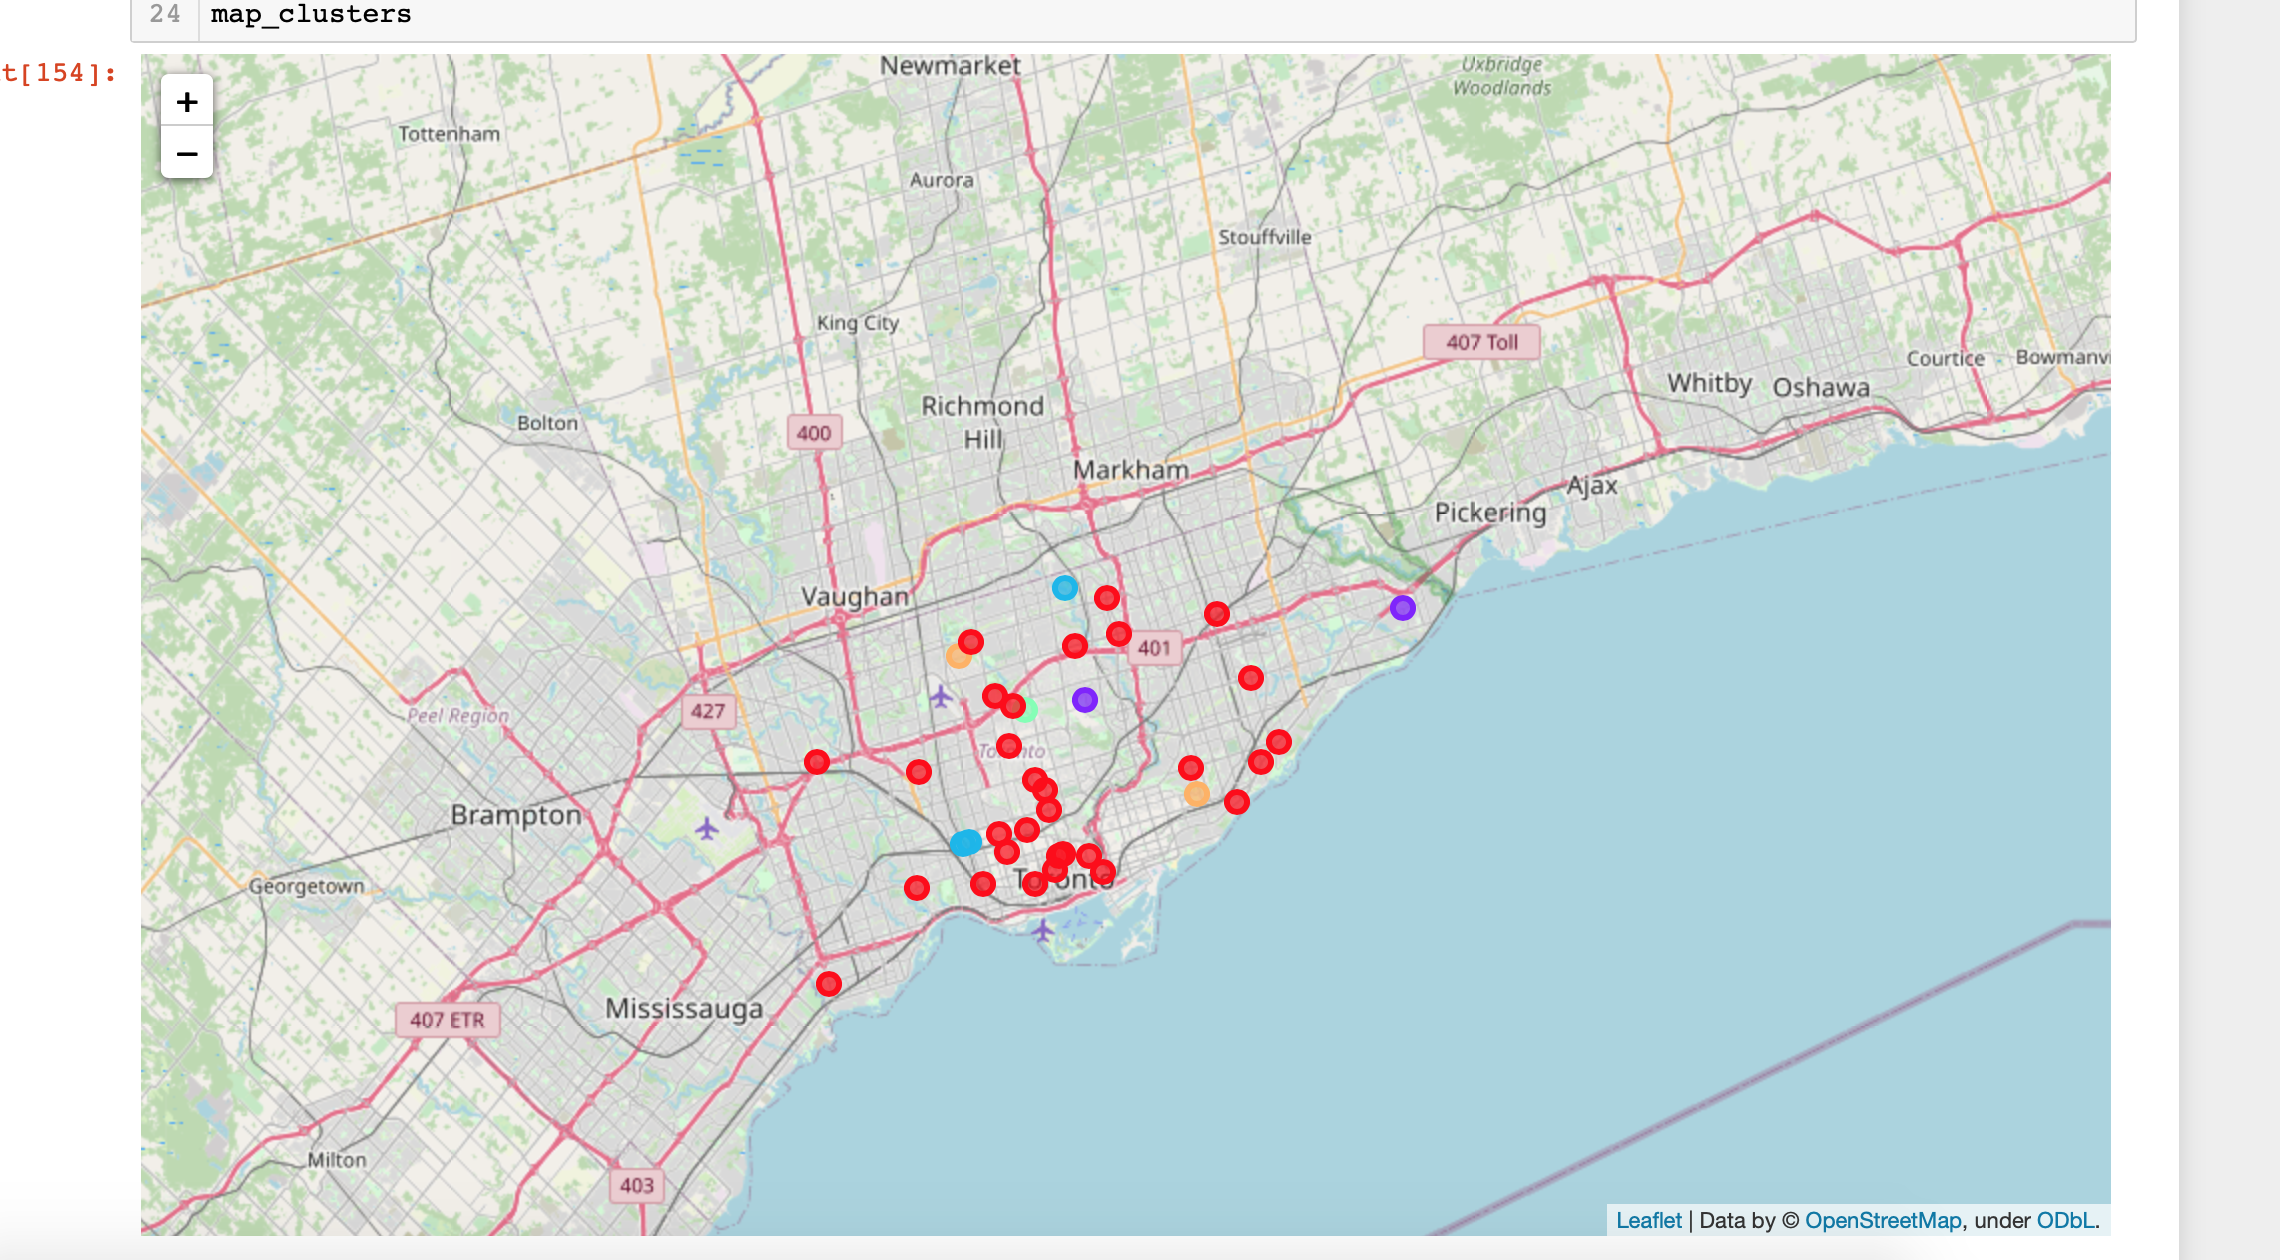 24 map_clusters
t[154]:
+
−
Newmarket
Uxbridge
Woodlands
Tottenham
Aurora
Stouffville
King City
407 Toll
Courtice
Bowmanv
Whitby
Oshawa
Richmond
Hill
Bolton
400
Markham
Ajax
Pickering
Vaughan
401
Peel Region
427
Toronto
Brampton
Georgetown
Toronto
Mississauga
407 ETR
Milton
403
Leaflet | Data by © OpenStreetMap, under ODbL.